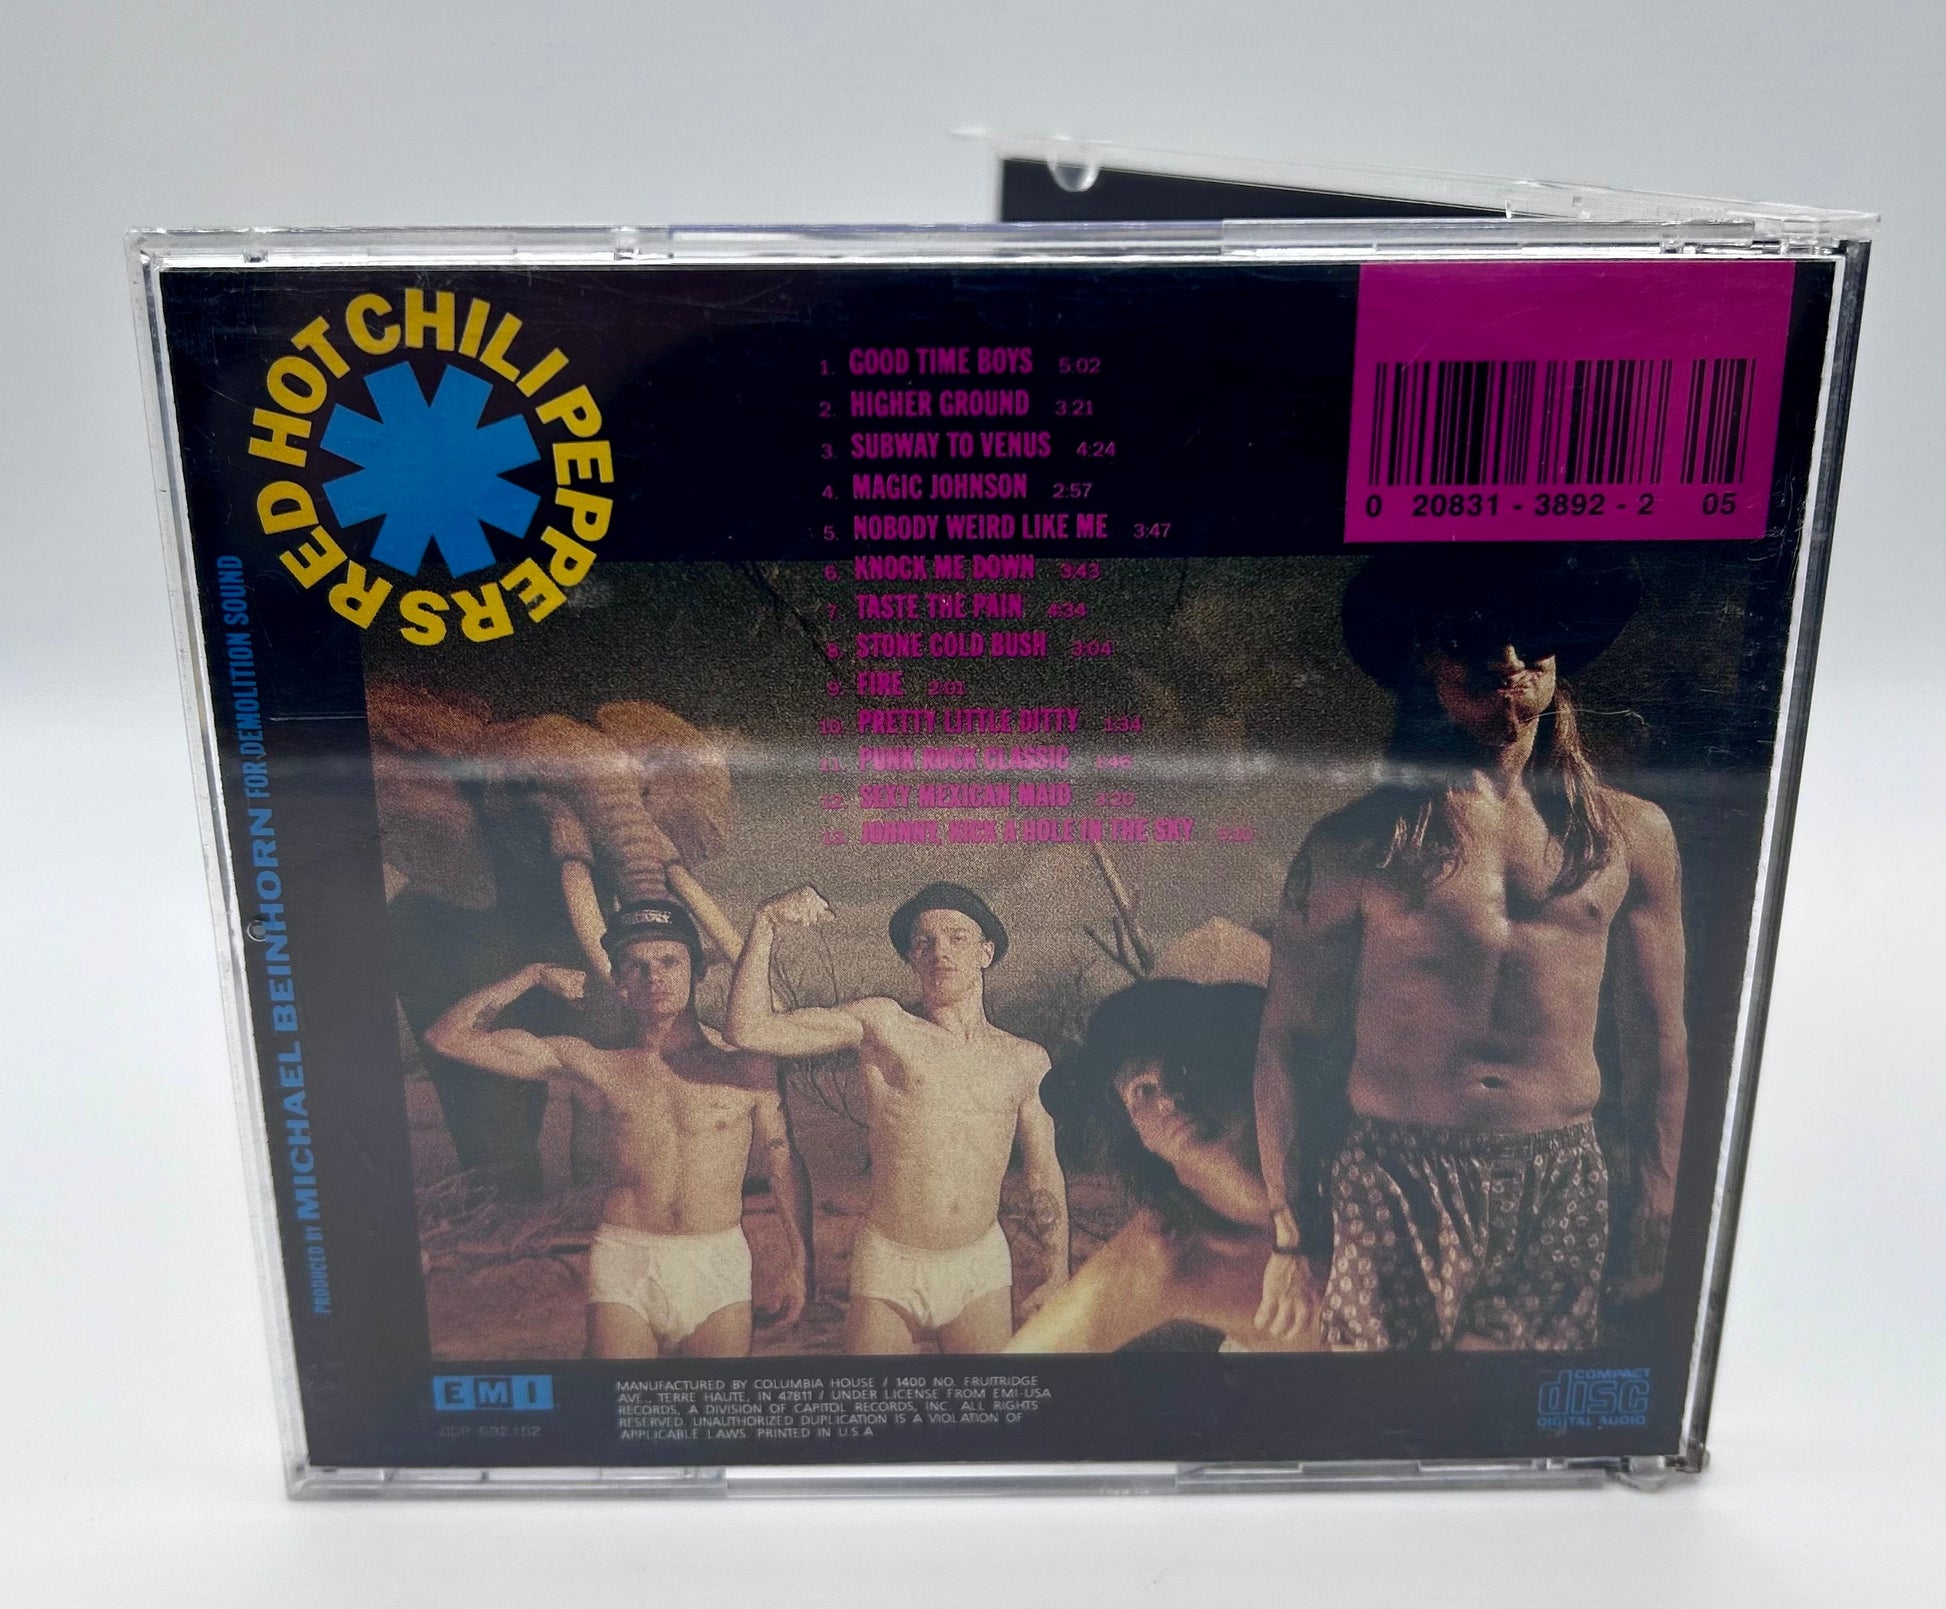 RED HOT CHILI PEPPERS
1. GOOD TIME BOYS 5:02
2. HIGHER GROUND 3:21
3. SUBWAY TO VENUS 4:24
4. MAGIC JOHNSON 2:57
5. NOBODY WEIRD LIKE ME 3:47
6. KNOCK ME DOWN 3:43
7. TASTE THE PAIN 4:34
8. STONE COLD BUSH 3:04
9. FIRE 2:01
10. PRETTY LITTLE DITTY 1:34
11. PUNK ROCK CLASSIC 1:46
12. SEXY MEXICAN MAID 3:20
13. JOHNNY, KICK A HOLE IN THE SKY
0 20831-3892-2 05
PRODUCED BY MICHAEL BEINHORN FOR DEMOLITION SOUND
EMI
MANUFACTURED BY COLUMBIA HOUSE / 1400 NO. FRUITRIDGE
AVE., TERRE HAUTE, IN 47811 / UNDER LICENSE FROM EMI-USA
RECORDS, A DIVISION OF CAPITOL RECORDS, INC. ALL RIGHTS
RESERVED. UNAUTHORIZED DUPLICATION IS A VIOLATION OF
APPLICABLE LAWS. PRINTED IN U.S.A
COMPACT
disc
DIGITAL AUDIO